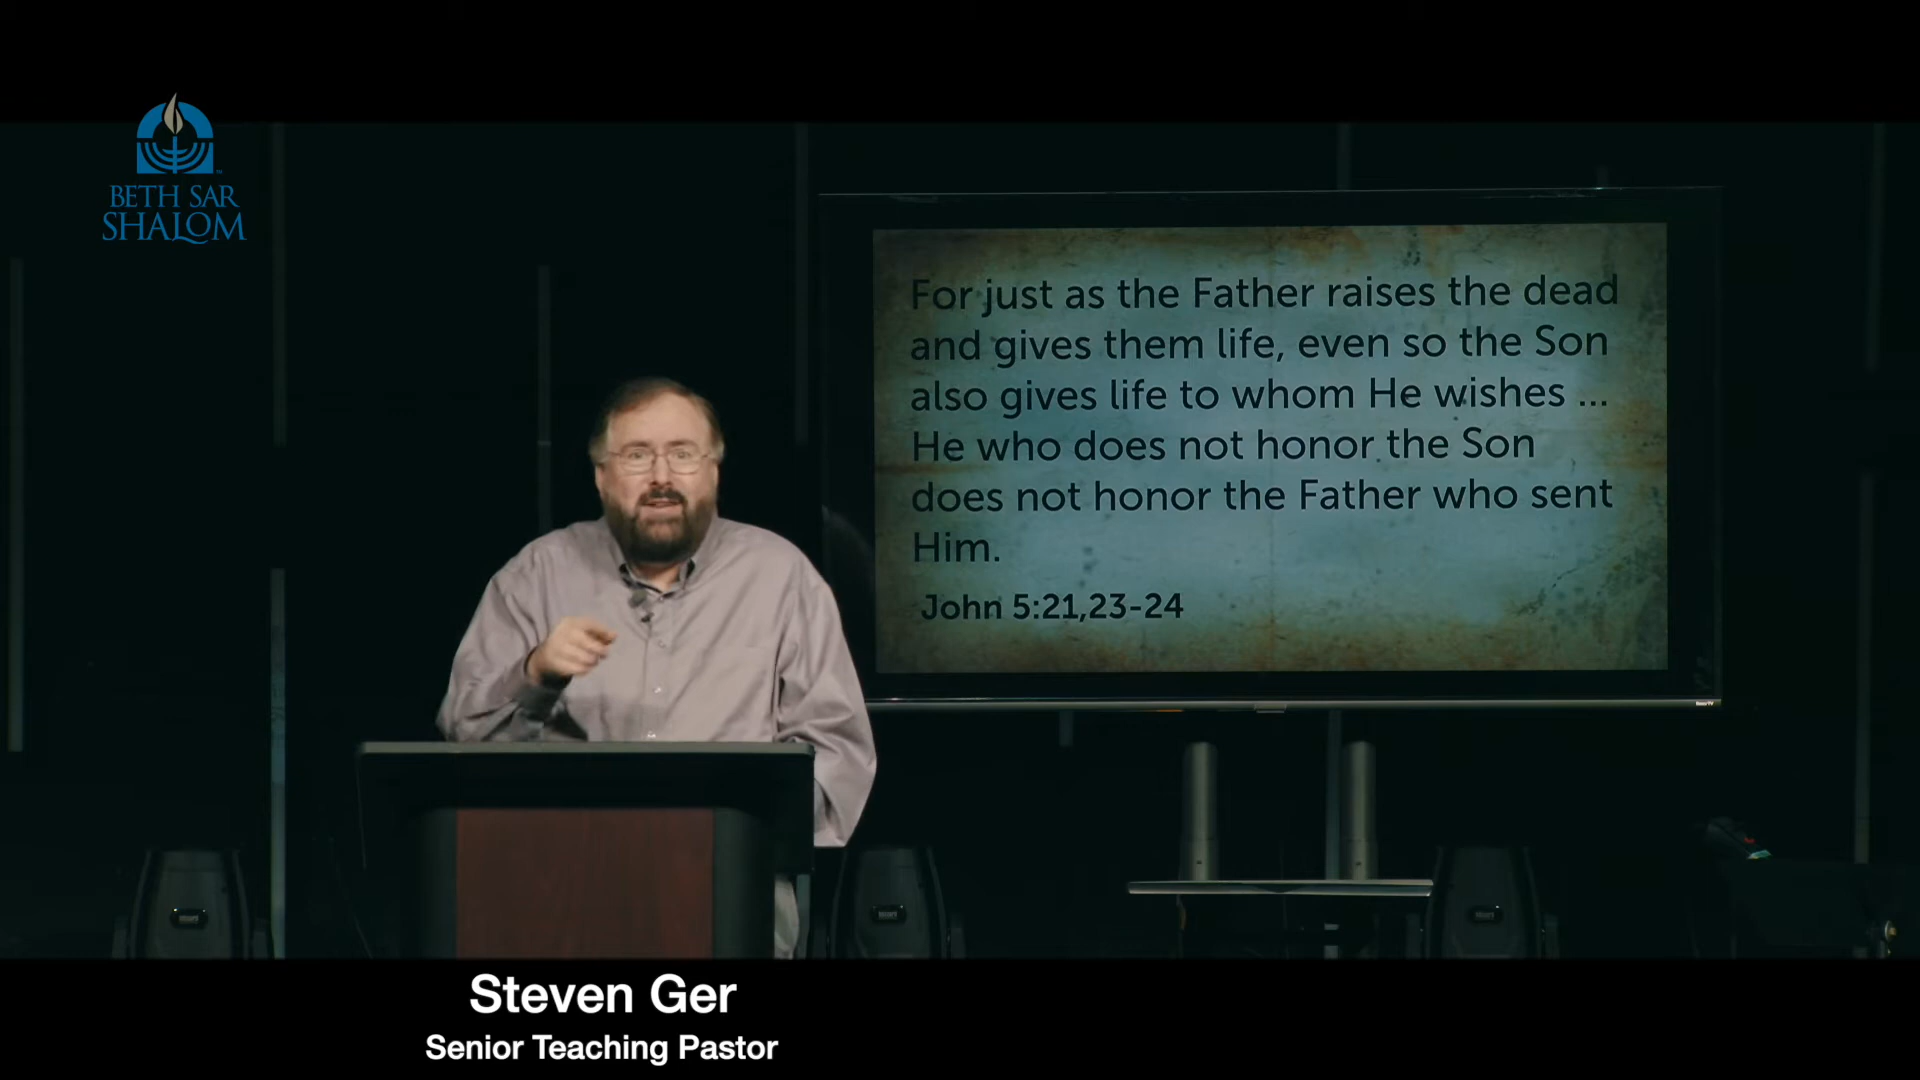 BETH SAR
SHALOM
For just as the Father raises the dead
and gives them life, even so the Son
also gives life to whom He wishes ...
He who does not honor the Son
does not honor the Father who sent
Him.
John 5:21,23-24
Steven Ger
Senior Teaching Pastor